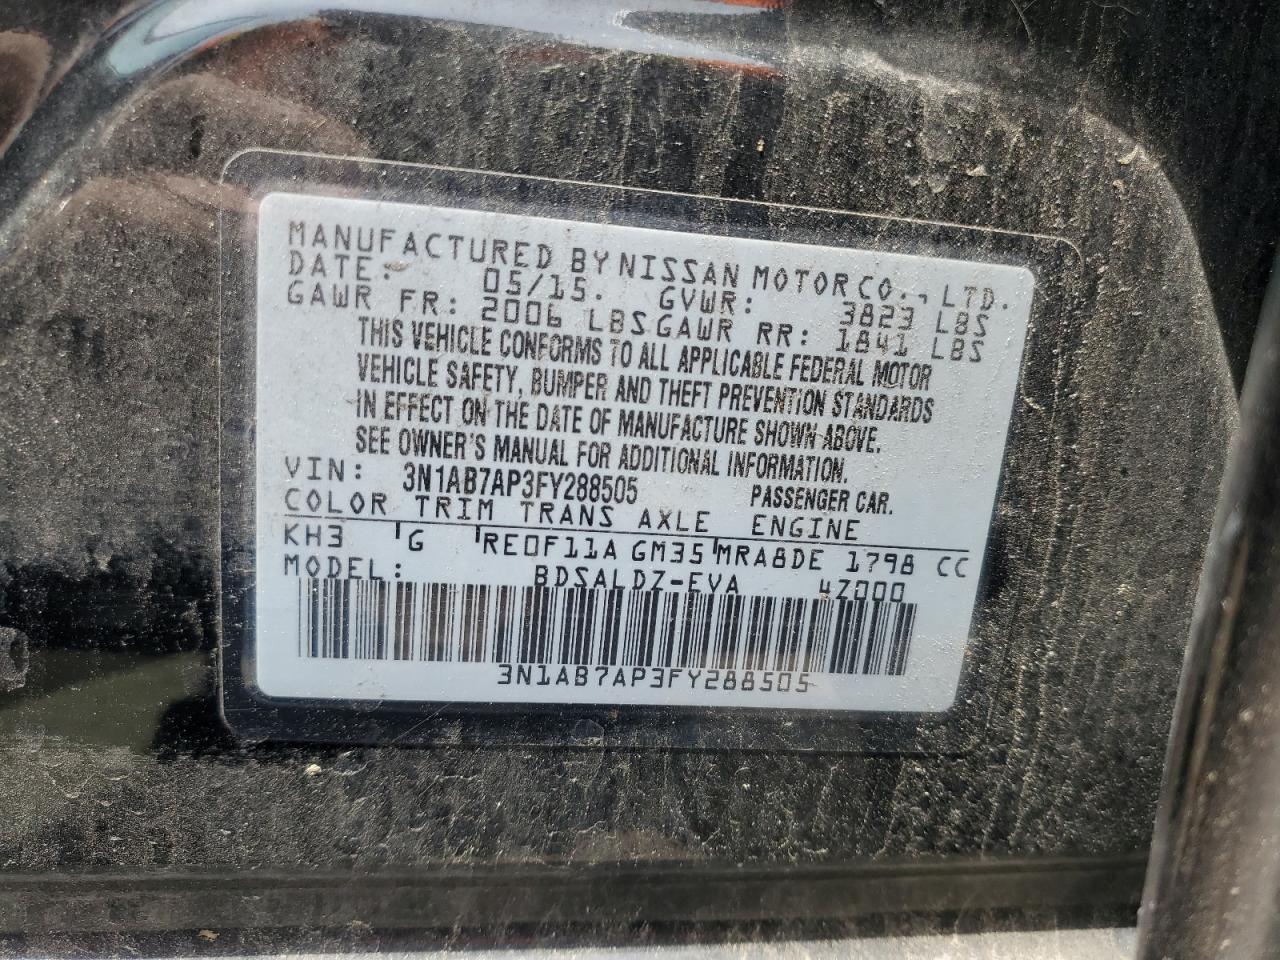 MANUFACTURED BY NISSAN MOTOR CO., LTD.
DATE: 05/15. GVWR: 3823 LBS
GAWR FR: 2006 LBS GAWR RR: 1841 LBS
THIS VEHICLE CONFORMS TO ALL APPLICABLE FEDERAL MOTOR
VEHICLE SAFETY, BUMPER AND THEFT PREVENTION STANDARDS
IN EFFECT ON THE DATE OF MANUFACTURE SHOWN ABOVE.
SEE OWNER'S MANUAL FOR ADDITIONAL INFORMATION.
VIN: 3N1AB7AP3FY288505 PASSENGER CAR.
COLOR TRIM TRANS AXLE ENGINE
KH3 G RE0F11A GM35 MRA8DE 1798 CC
MODEL: BDSALDZ-EVA 4Z000
3N1AB7AP3FY288505